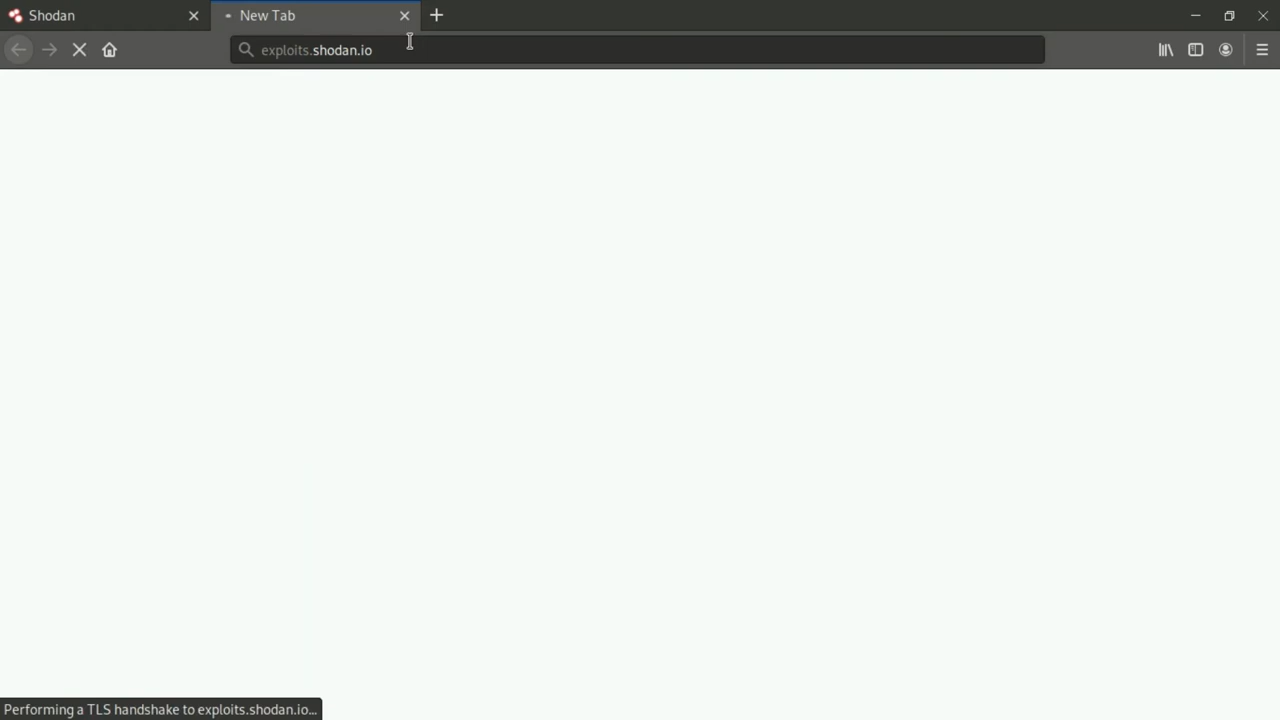 Shodan
New Tab
exploits.shodan.io
Performing a TLS handshake to exploits.shodan.io...